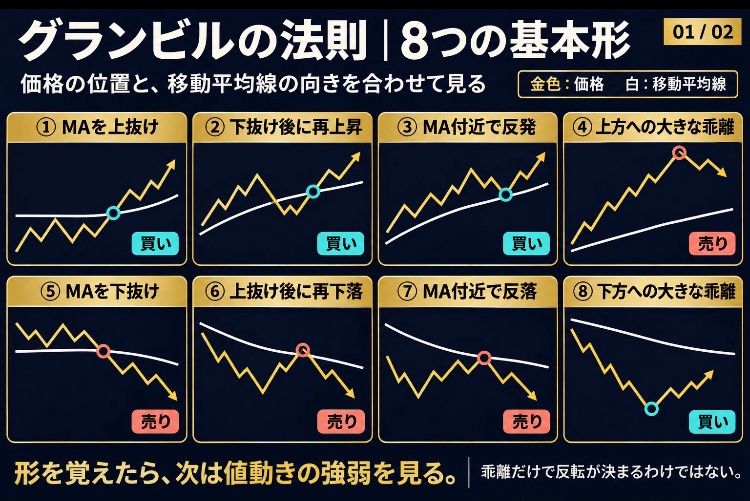 グランビルの法則｜8つの基本形
01 / 02
価格の位置と、移動平均線の向きを合わせて見る
金色：価格　白：移動平均線
① MAを上抜け
② 下抜け後に再上昇
③ MA付近で反発
④ 上方への大きな乖離
買い
買い
買い
売り
⑤ MAを下抜け
⑥ 上抜け後に再下落
⑦ MA付近で反落
⑧ 下方への大きな乖離
売り
売り
売り
買い
形を覚えたら、次は値動きの強弱を見る。
乖離だけで反転が決まるわけではない。